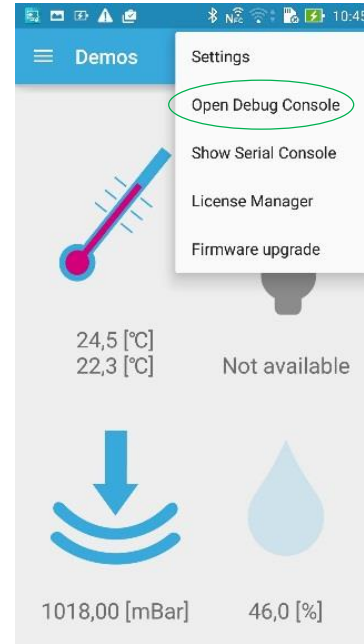 10:45
Demos
Settings
Open Debug Console
Show Serial Console
License Manager
Firmware upgrade
24,5 [°C]
22,3 [°C]
Not available
1018,00 [mBar]
46,0 [%]